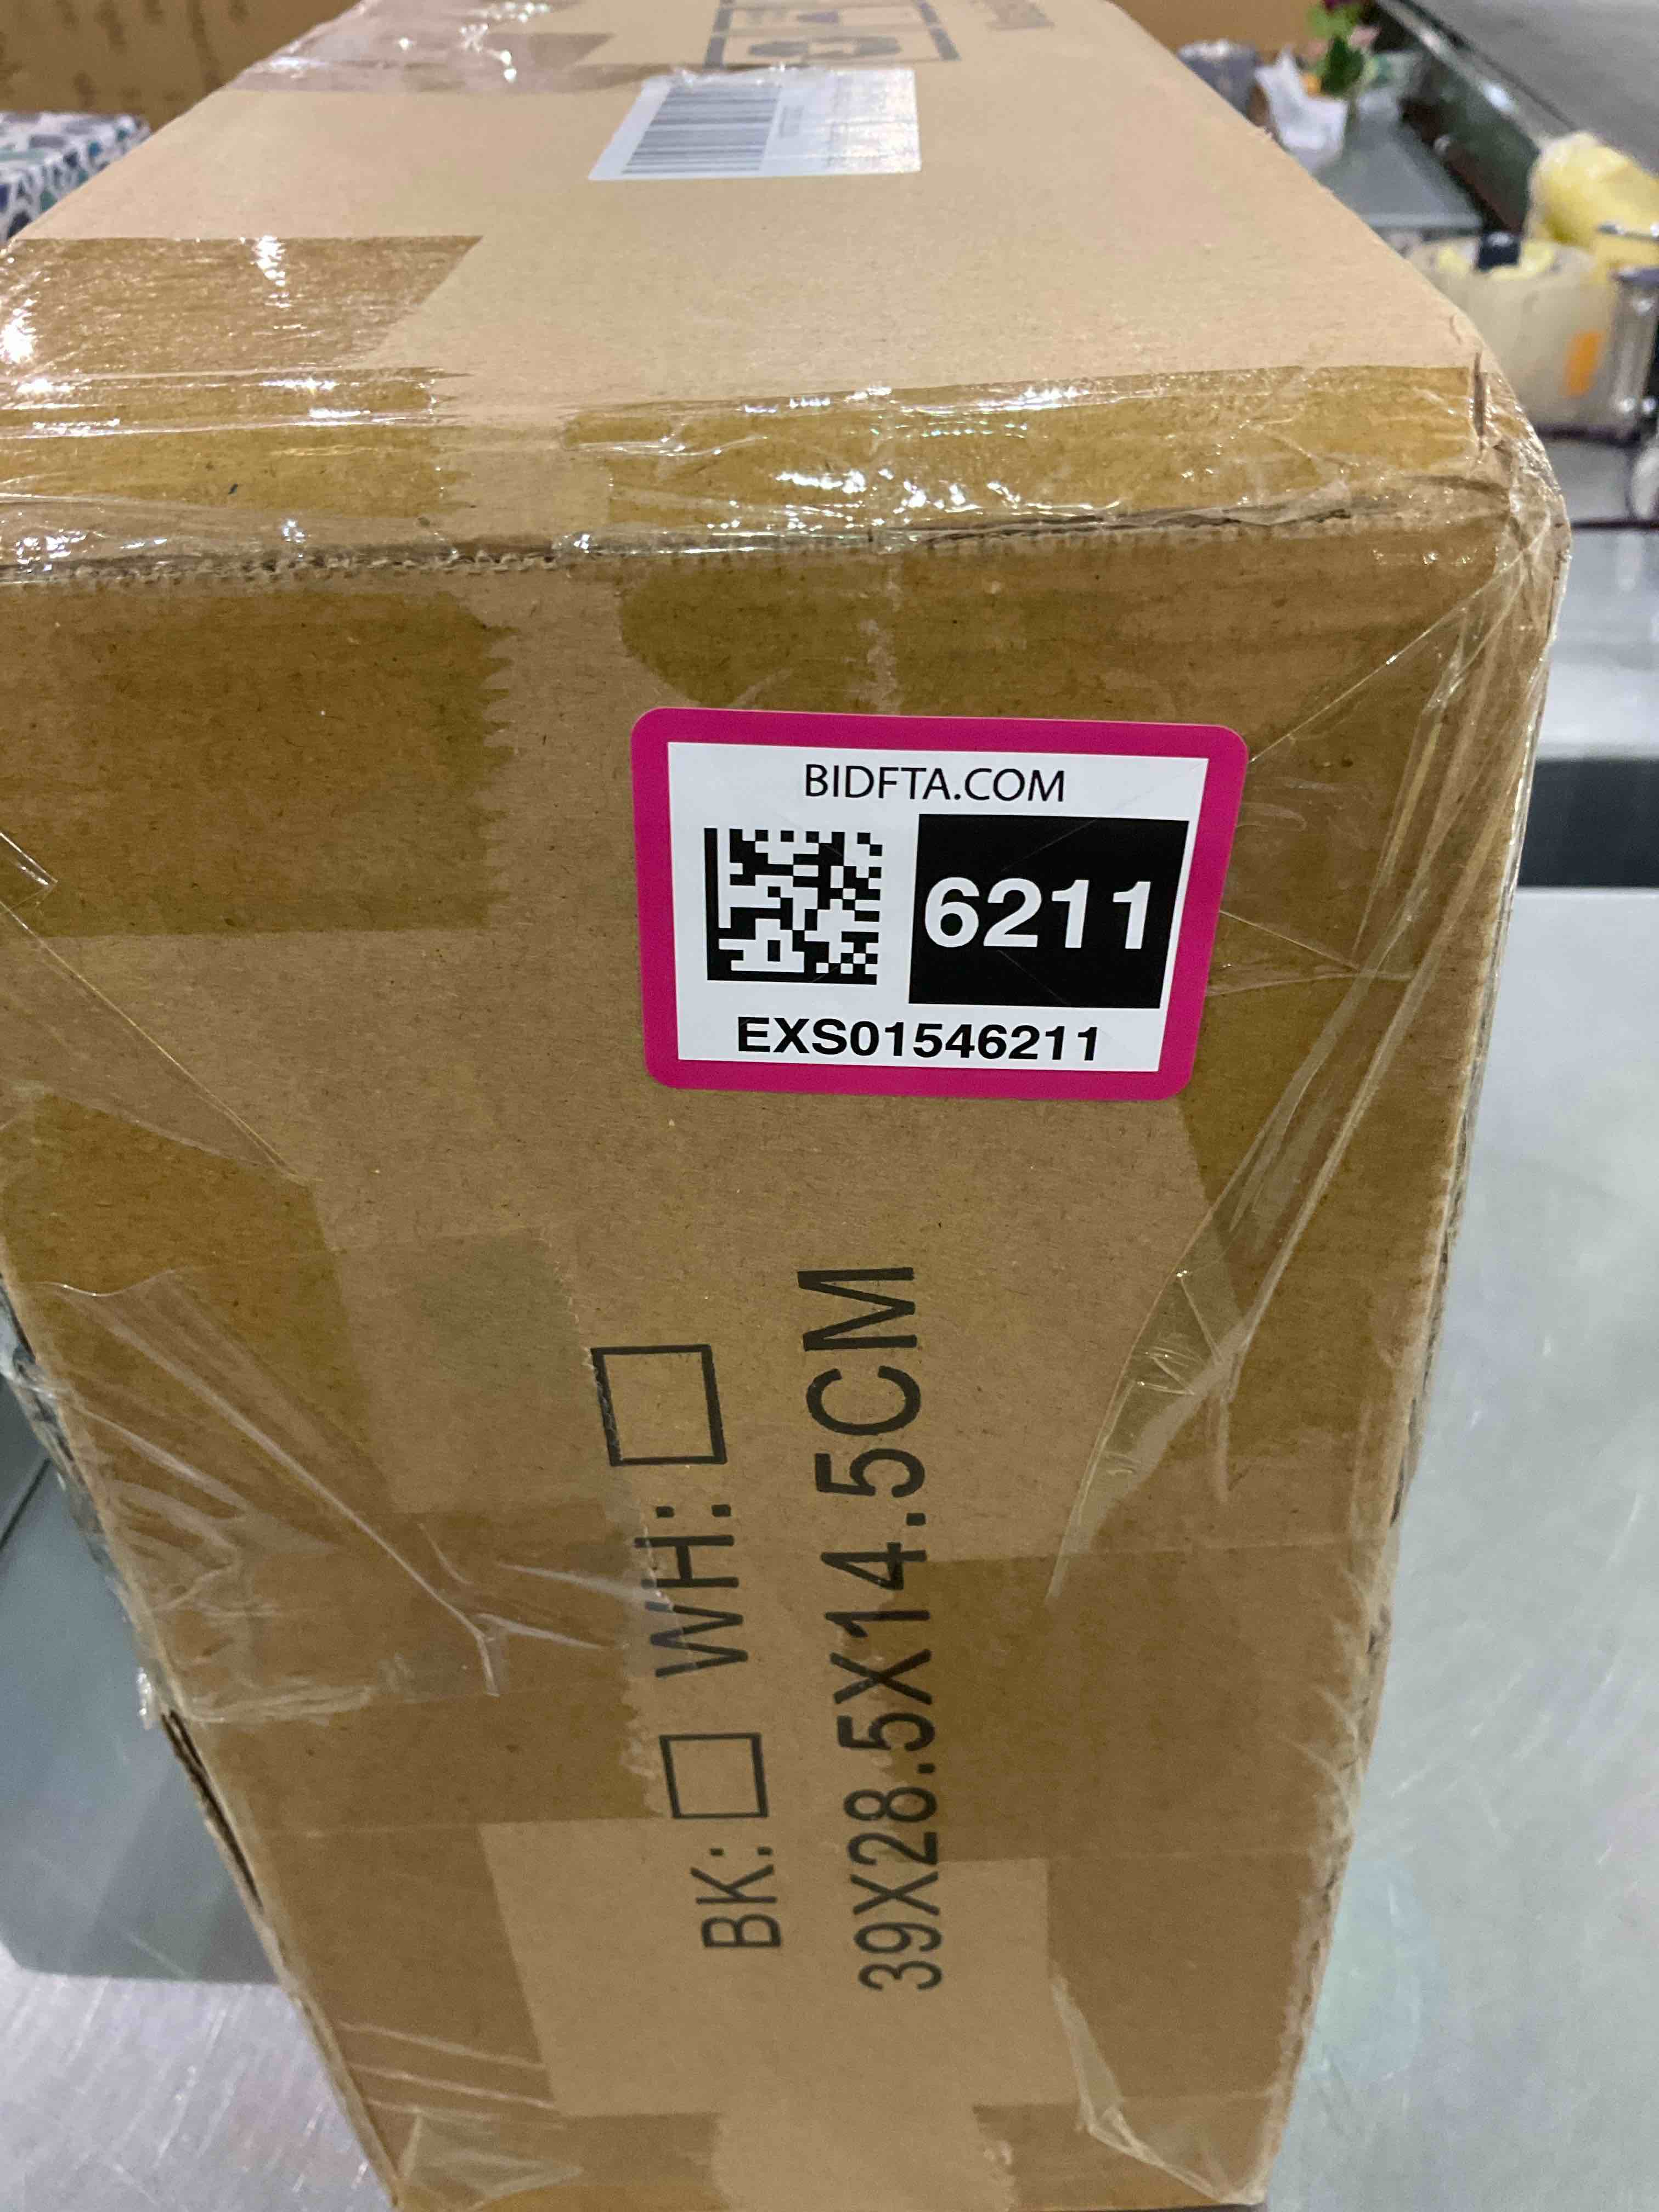 BIDFTA.COM
6211
EXS01546211
BK: WH:
39X28.5X14.5CM